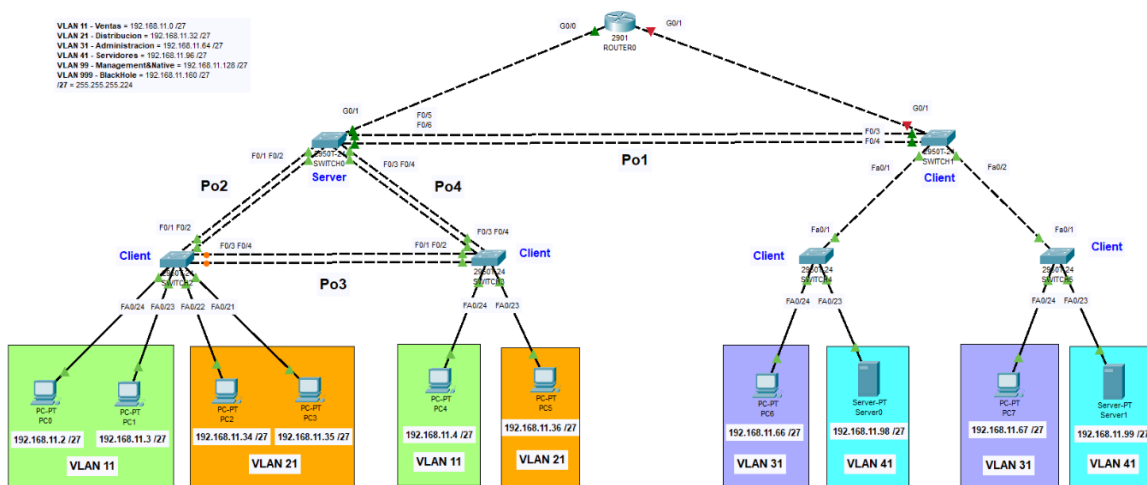 VLAN 11 - Ventas = 192.168.11.0 /27
VLAN 21 - Distribucion = 192.168.11.32 /27
VLAN 31 - Administracion = 192.168.11.64 /27
VLAN 41 - Servidores = 192.168.11.96 /27
VLAN 99 - Management&Native = 192.168.11.128 /27
VLAN 999 - BlackHole = 192.168.11.160 /27
/27 = 255.255.255.224
G0/0
G0/1
2901
ROUTER0
G0/1
G0/1
F0/5
F0/6
F0/3
F0/4
2950T-24
SWITCH0
Server
2950T-24
SWITCH1
Client
Po1
F0/1 F0/2
F0/3 F0/4
Po2
Po4
Fa0/1
Fa0/2
F0/1 F0/2
F0/3 F0/4
Client
F0/3 F0/4
F0/1 F0/2
Client
2950T-24
SWITCH2
Po3
2950T-24
Fa0/1
Client
2950T-24
SWITCH4
Fa0/1
Client
2950T-24
FA0/24
FA0/23
FA0/22
FA0/21
FA0/24
FA0/23
FA0/24
FA0/23
FA0/24
FA0/23
PC-PT
PC0
PC-PT
PC1
PC-PT
PC2
PC-PT
PC3
PC-PT
PC4
PC-PT
PC5
PC-PT
PC6
Server-PT
Server0
PC-PT
PC7
Server-PT
Server1
192.168.11.2 /27
192.168.11.3 /27
192.168.11.34 /27
192.168.11.35 /27
192.168.11.4 /27
192.168.11.36 /27
192.168.11.66 /27
192.168.11.98 /27
192.168.11.67 /27
192.168.11.99 /27
VLAN 11
VLAN 21
VLAN 11
VLAN 21
VLAN 31
VLAN 41
VLAN 31
VLAN 41